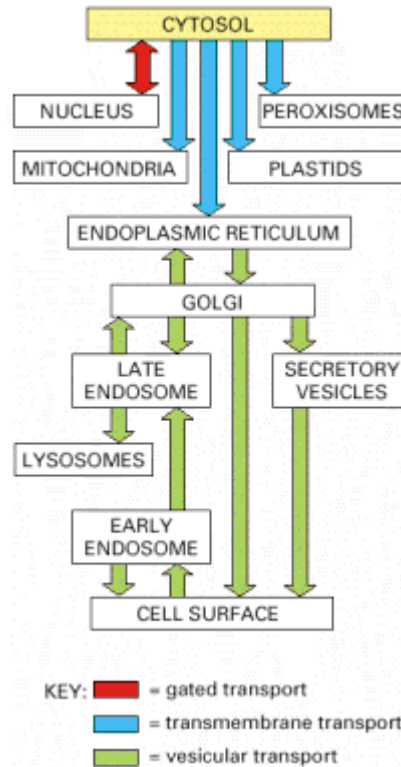 CYTOSOL
NUCLEUS
PEROXISOMES
MITOCHONDRIA
PLASTIDS
ENDOPLASMIC RETICULUM
GOLGI
LATE
ENDOSOME
SECRETORY
VESICLES
LYSOSOMES
EARLY
ENDOSOME
CELL SURFACE
KEY: = gated transport
= transmembrane transport
= vesicular transport